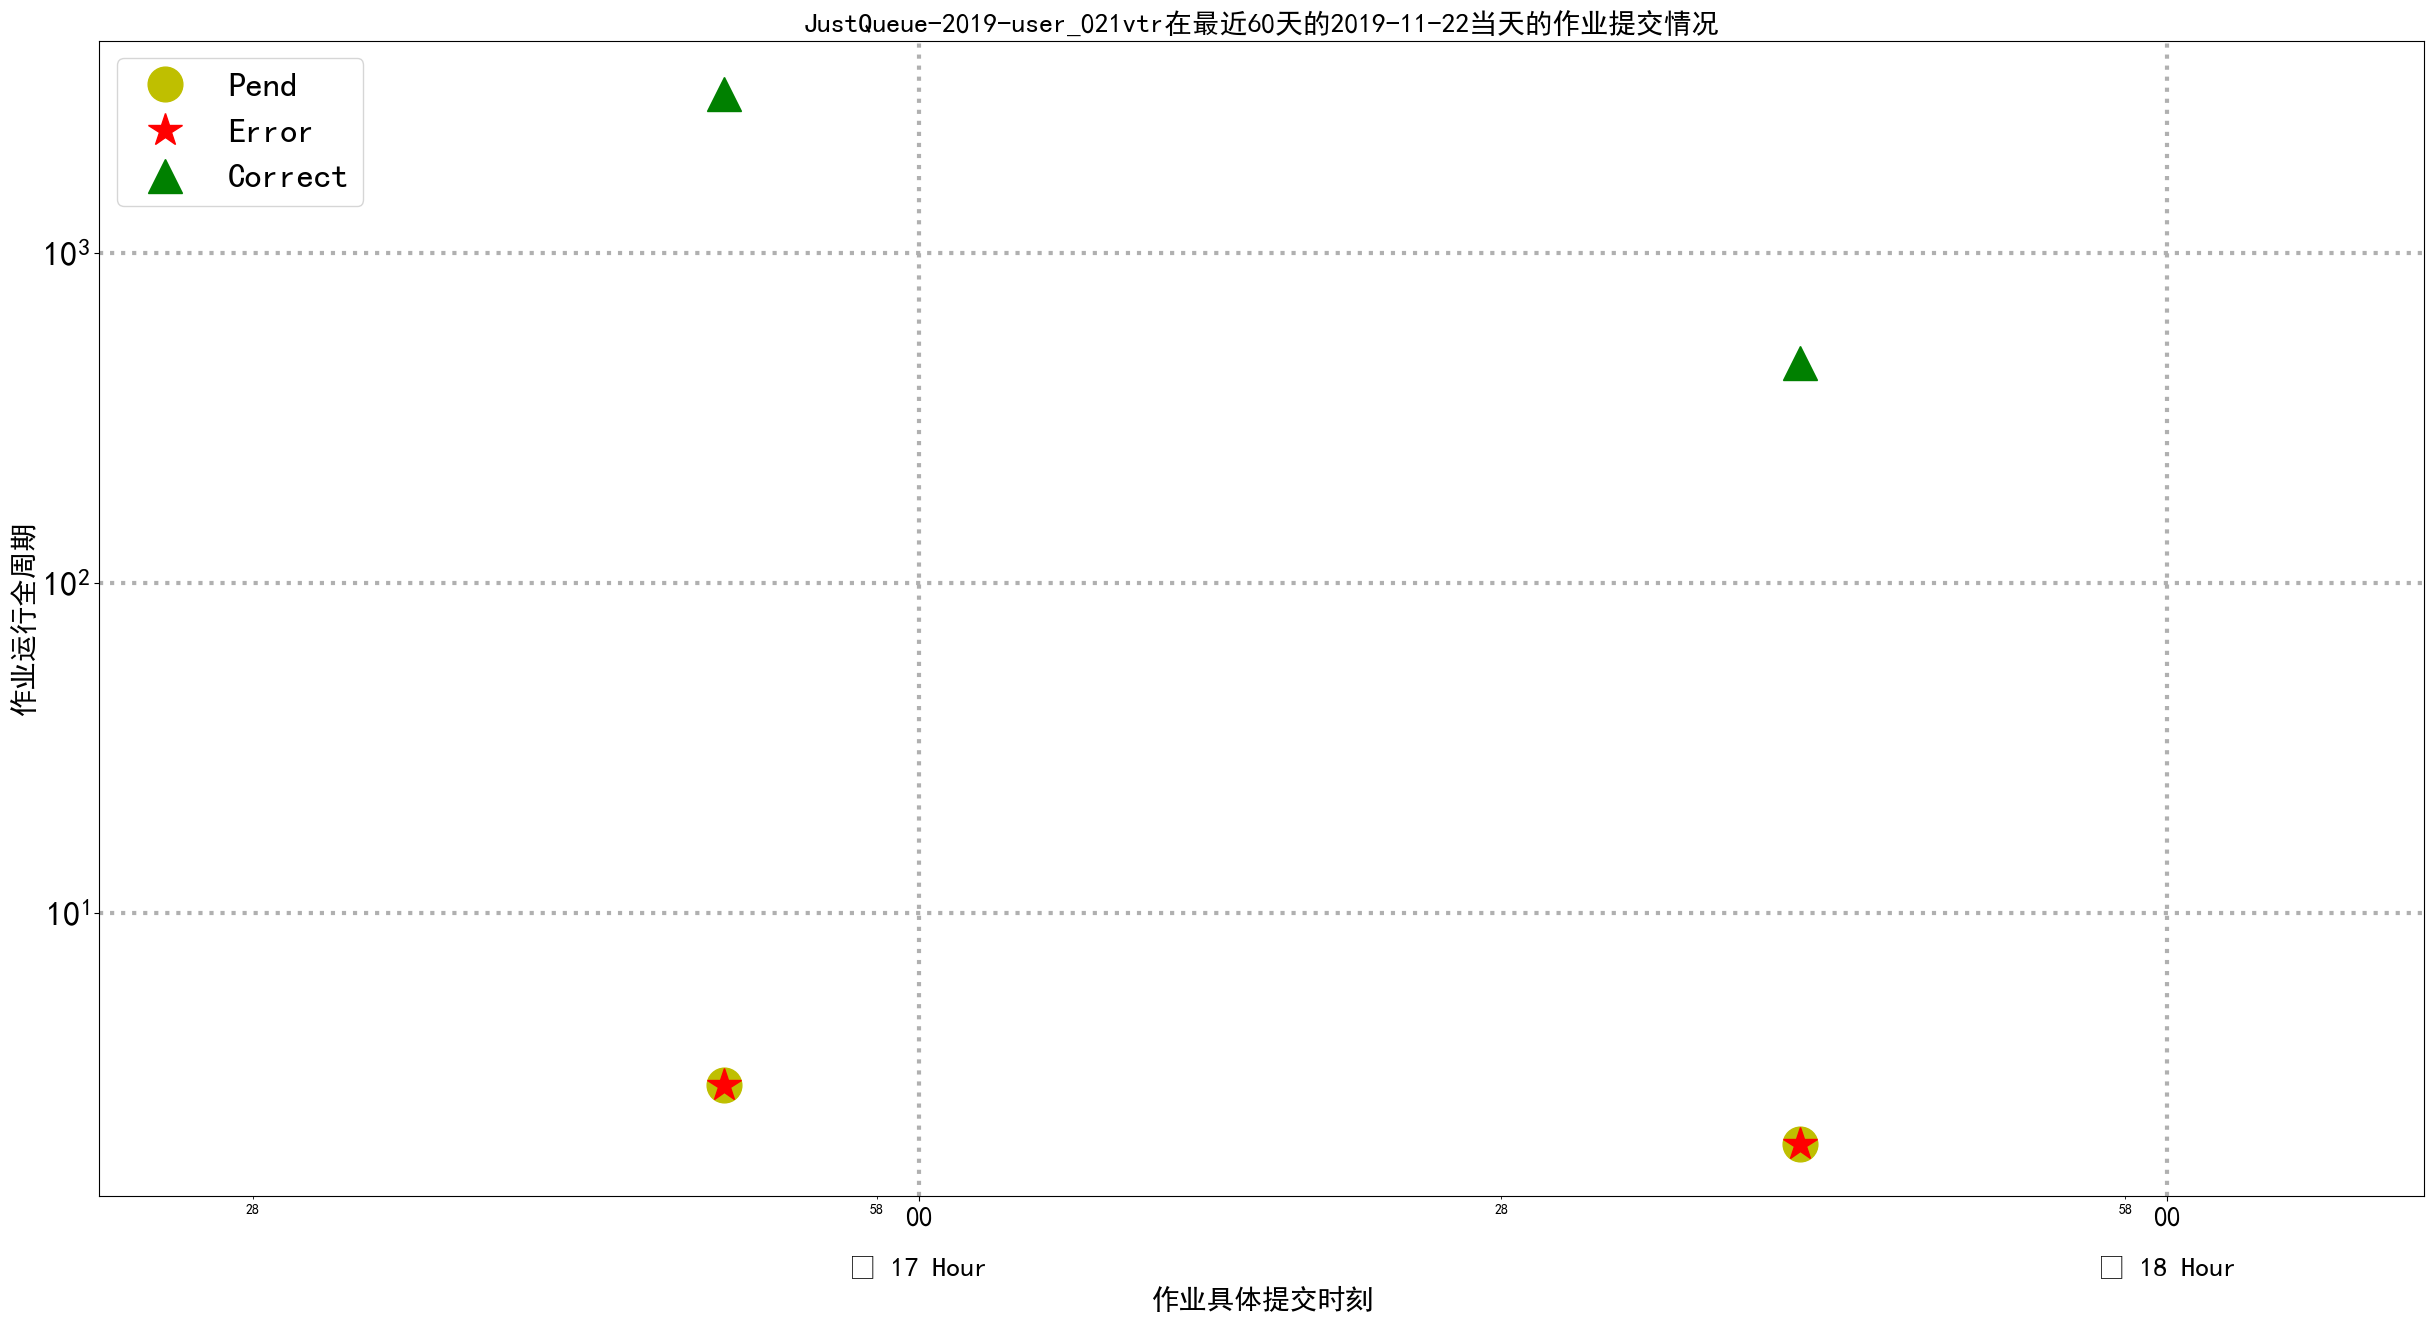 JustQueue-2019-user_021vtr在最近60天的2019-11-22当天的作业提交情况
Pend
Error
Correct
10³
10²
10¹
作业运行全周期
28
58
00
28
58
00
□ 17 Hour
□ 18 Hour
作业具体提交时刻